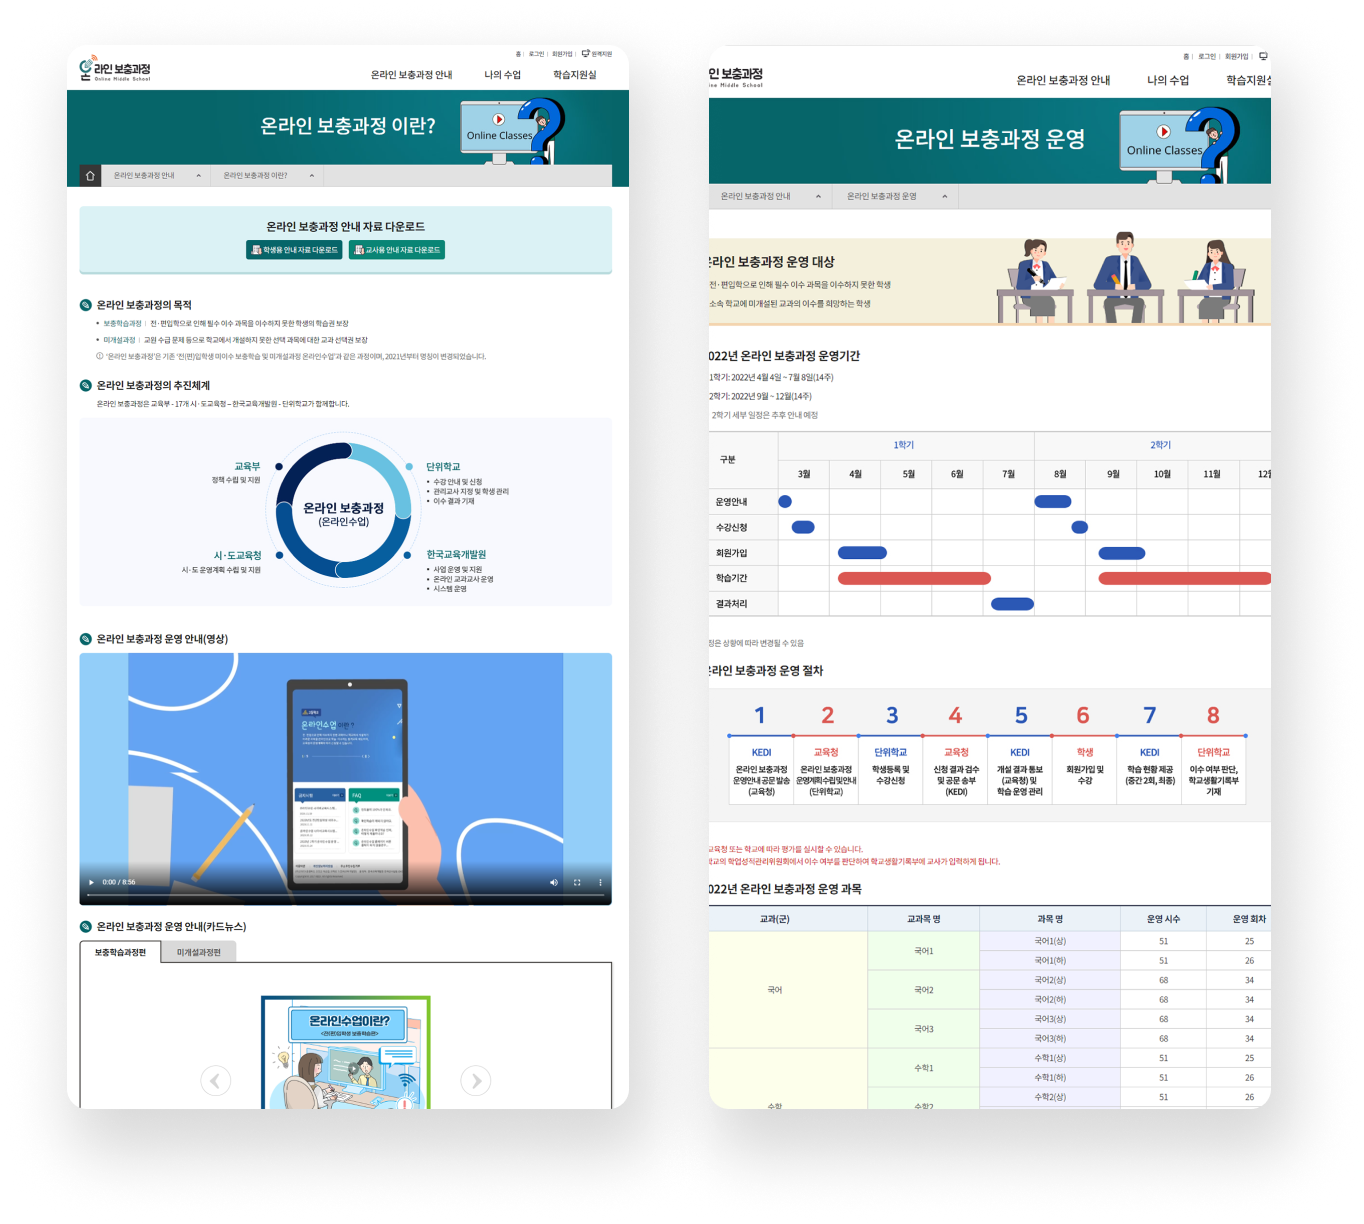 홈 | 로그인 | 회원가입 | 원격지원
온라인 보충과정
Online Middle School
온라인 보충과정 안내 나의 수업 학습지원실
온라인 보충과정 이란?
Online Classes
온라인 보충과정 안내 온라인 보충과정 이란?
온라인 보충과정 안내 자료 다운로드
학생용 안내 자료 다운로드 교사용 안내 자료 다운로드
온라인 보충과정의 목적
• 보충학습과정 | 전·편입학으로 인해 필수 이수 과목을 이수하지 못한 학생의 학습권 보장
• 미개설과정 | 교원 수급 문제 등으로 학교에서 개설하지 못한 선택 과목에 대한 교과 선택권 보장
'온라인 보충과정'은 기존 '전(편)입학생 미이수 보충학습 및 미개설과정 온라인수업'과 같은 과정이며, 2021년부터 명칭이 변경되었습니다.
온라인 보충과정의 추진체계
온라인 보충과정은 교육부 - 17개 시·도교육청 – 한국교육개발원 - 단위학교가 함께합니다.
교육부
정책 수립 및 지원
단위학교
• 수강 안내 및 신청
• 관리교사 지정 및 학생 관리
• 이수 결과 기재
온라인 보충과정
(온라인수업)
시·도교육청
시·도 운영계획 수립 및 지원
한국교육개발원
• 사업 운영 및 지원
• 온라인 교과교사 운영
• 시스템 운영
온라인 보충과정 운영 안내(영상)
온라인수업 이란?
공지사항 FAQ
0:00 / 8:56
온라인 보충과정 운영 안내(카드뉴스)
보충학습과정편 미개설과정편
온라인수업이란?
<전(편)입학생 보충학습편>
홈 | 로그인 | 회원가입 |
인 보충과정
ine Middle School
온라인 보충과정 안내 나의 수업 학습지원실
온라인 보충과정 운영
Online Classes
온라인 보충과정 안내 온라인 보충과정 운영
온라인 보충과정 운영 대상
전·편입학으로 인해 필수 이수 과목을 이수하지 못한 학생
소속 학교에 미개설된 교과의 이수를 희망하는 학생
022년 온라인 보충과정 운영기간
1학기: 2022년 4월 4일 ~ 7월 8일(14주)
2학기: 2022년 9월 ~ 12월(14주)
2학기 세부 일정은 추후 안내 예정
구분 1학기 2학기
3월 4월 5월 6월 7월 8월 9월 10월 11월 12월
운영안내
수강신청
회원가입
학습기간
결과처리
정은 상황에 따라 변경될 수 있음
온라인 보충과정 운영 절차
1 2 3 4 5 6 7 8
KEDI 교육청 단위학교 교육청 KEDI 학생 KEDI 단위학교
온라인 보충과정 온라인 보충과정 학생등록 및 신청 결과 검수 개설 결과 통보 회원가입 및 학습 현황 제공 이수 여부 판단,
운영안내 공문 발송 운영계획수립및안내 수강신청 및 공문 송부 (교육청) 및 수강 (중간 2회, 최종) 학교생활기록부
(교육청) (단위학교) (KEDI) 학습 운영 관리 기재
교육청 또는 학교에 따라 평가를 실시할 수 있습니다.
학교의 학업성적관리위원회에서 이수 여부를 판단하여 학교생활기록부에 교사가 입력하게 됩니다.
022년 온라인 보충과정 운영 과목
교과(군) 교과목 명 과목 명 운영 시수 운영 회차
국어 국어1 국어1(상) 51 25
국어1(하) 51 26
국어2 국어2(상) 68 34
국어2(하) 68 34
국어3 국어3(상) 68 34
국어3(하) 68 34
수학 수학1 수학1(상) 51 25
수학1(하) 51 26
수학2 수학2(상) 51 26